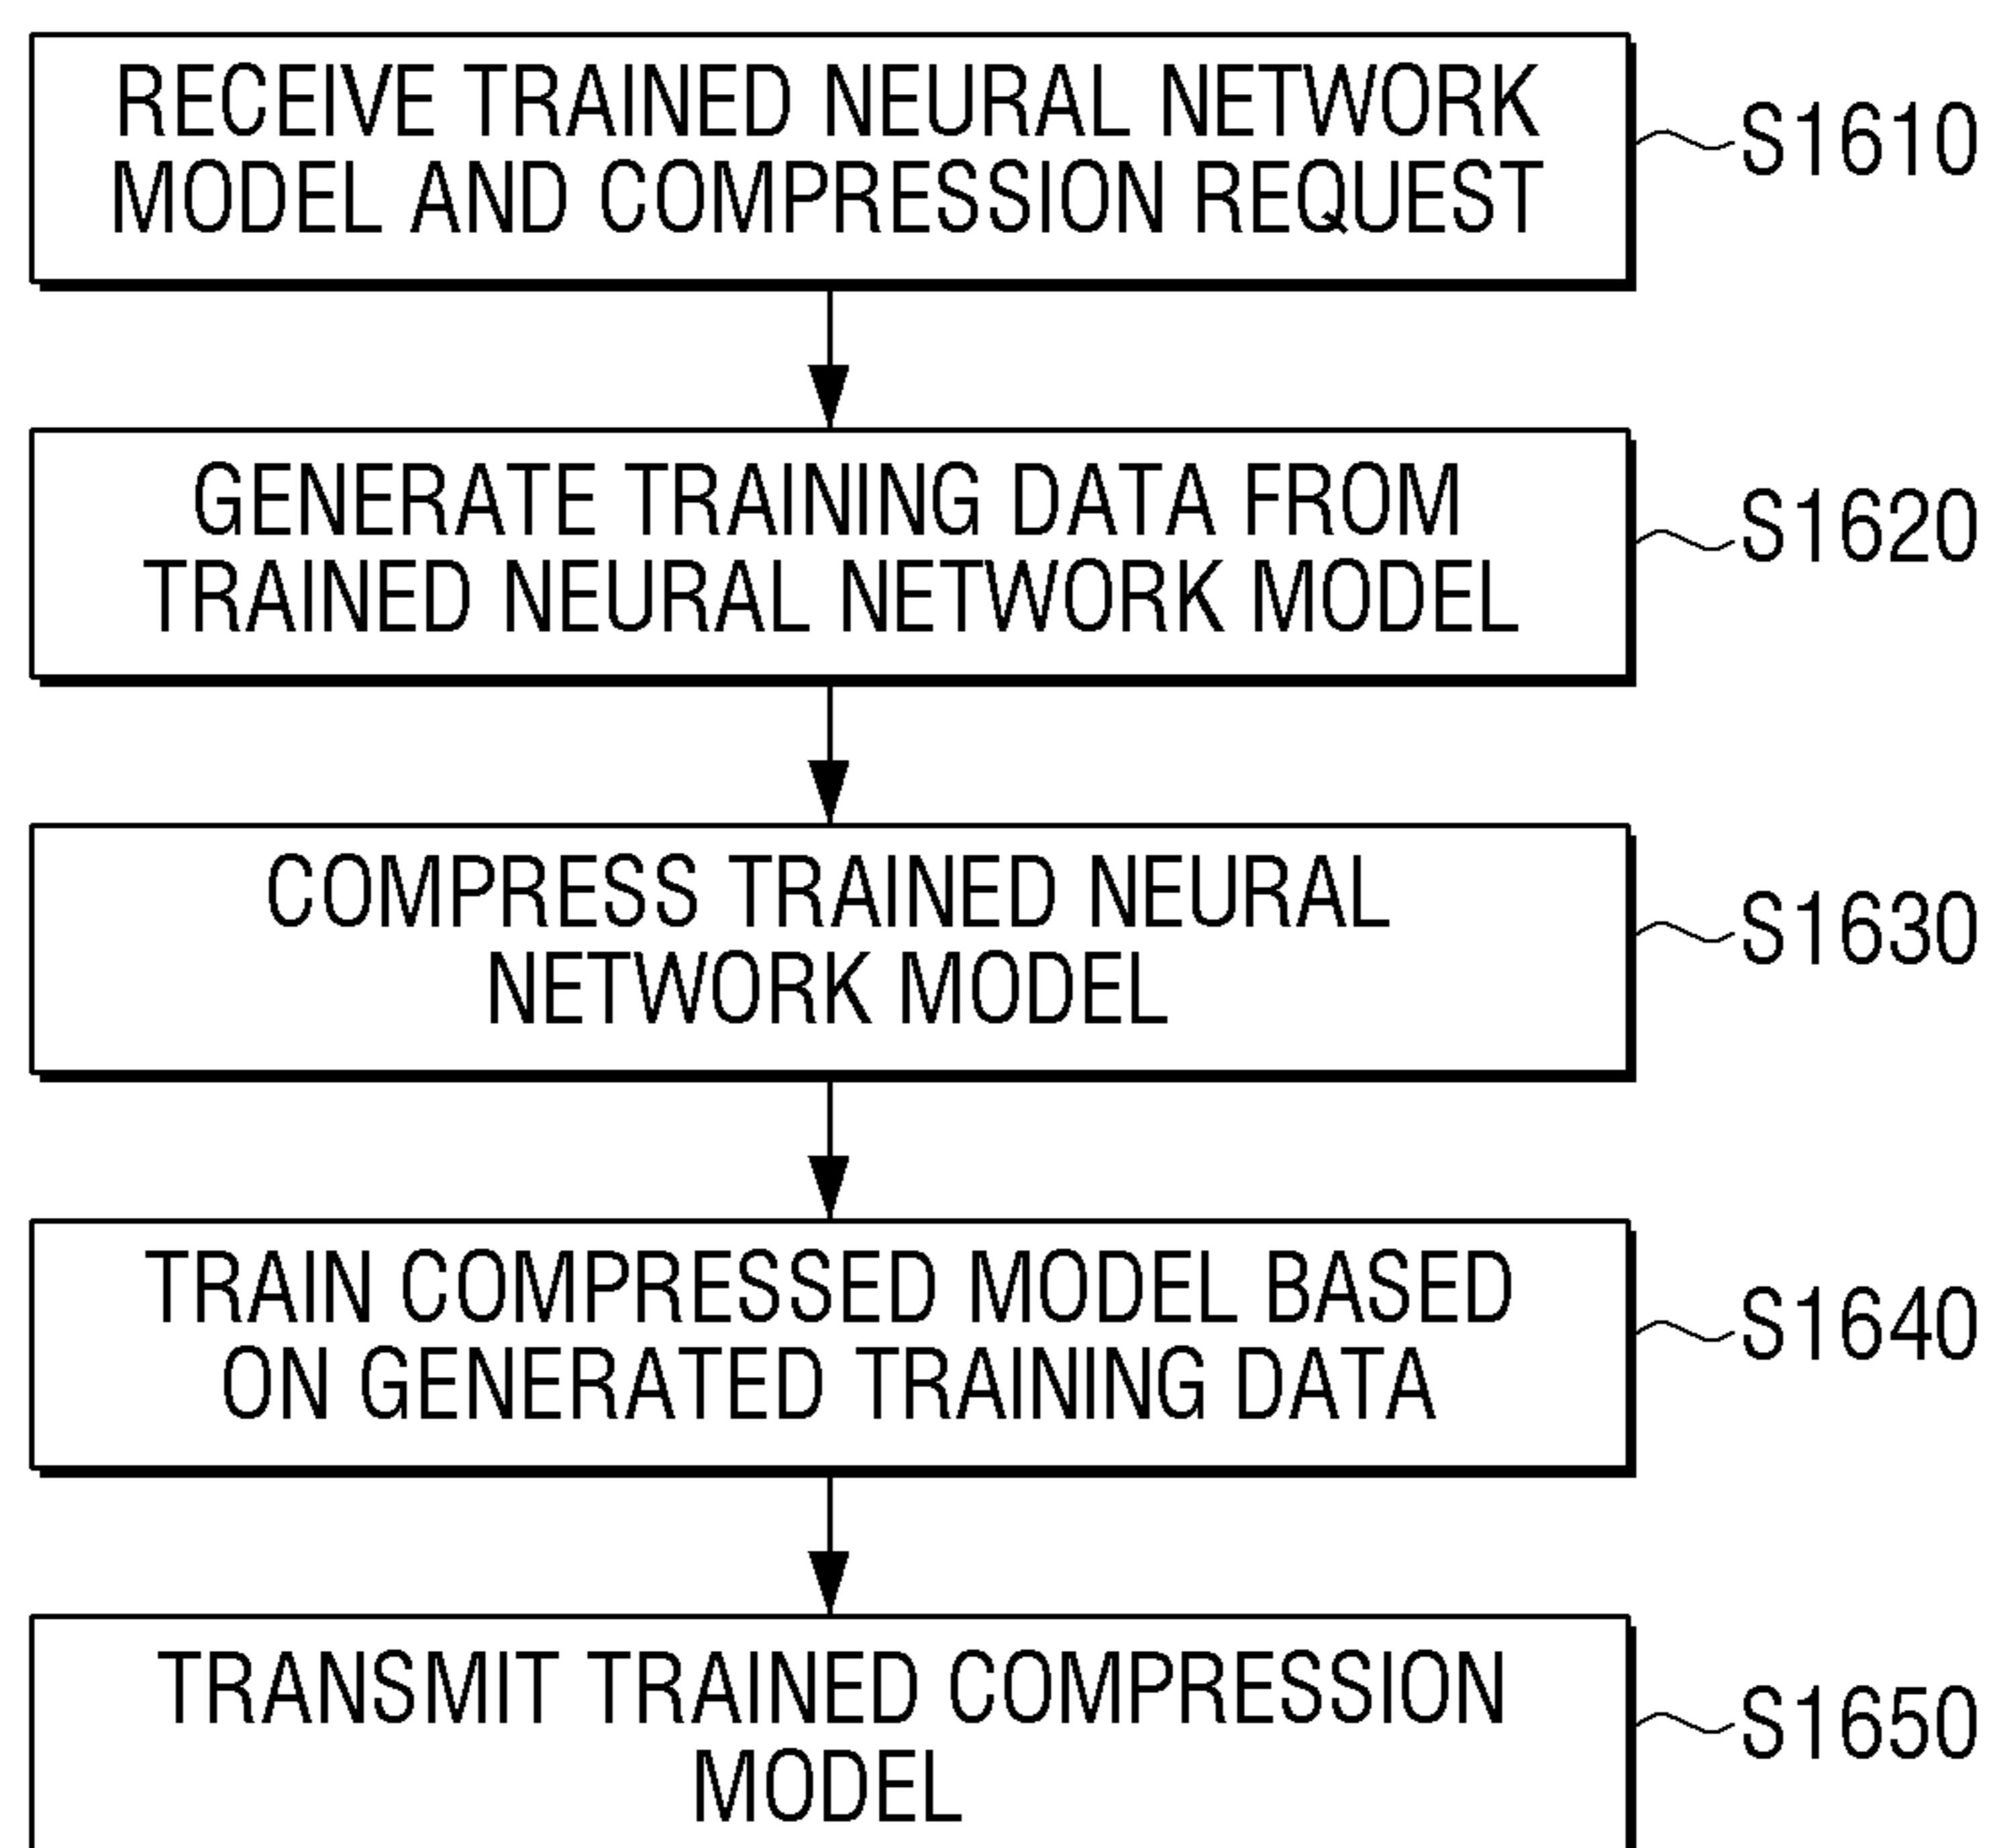 RECEIVE TRAINED NEURAL NETWORK
MODEL AND COMPRESSION REQUEST
S1610
GENERATE TRAINING DATA FROM
TRAINED NEURAL NETWORK MODEL
S1620
COMPRESS TRAINED NEURAL
NETWORK MODEL
S1630
TRAIN COMPRESSED MODEL BASED
ON GENERATED TRAINING DATA
S1640
TRANSMIT TRAINED COMPRESSION
MODEL
S1650